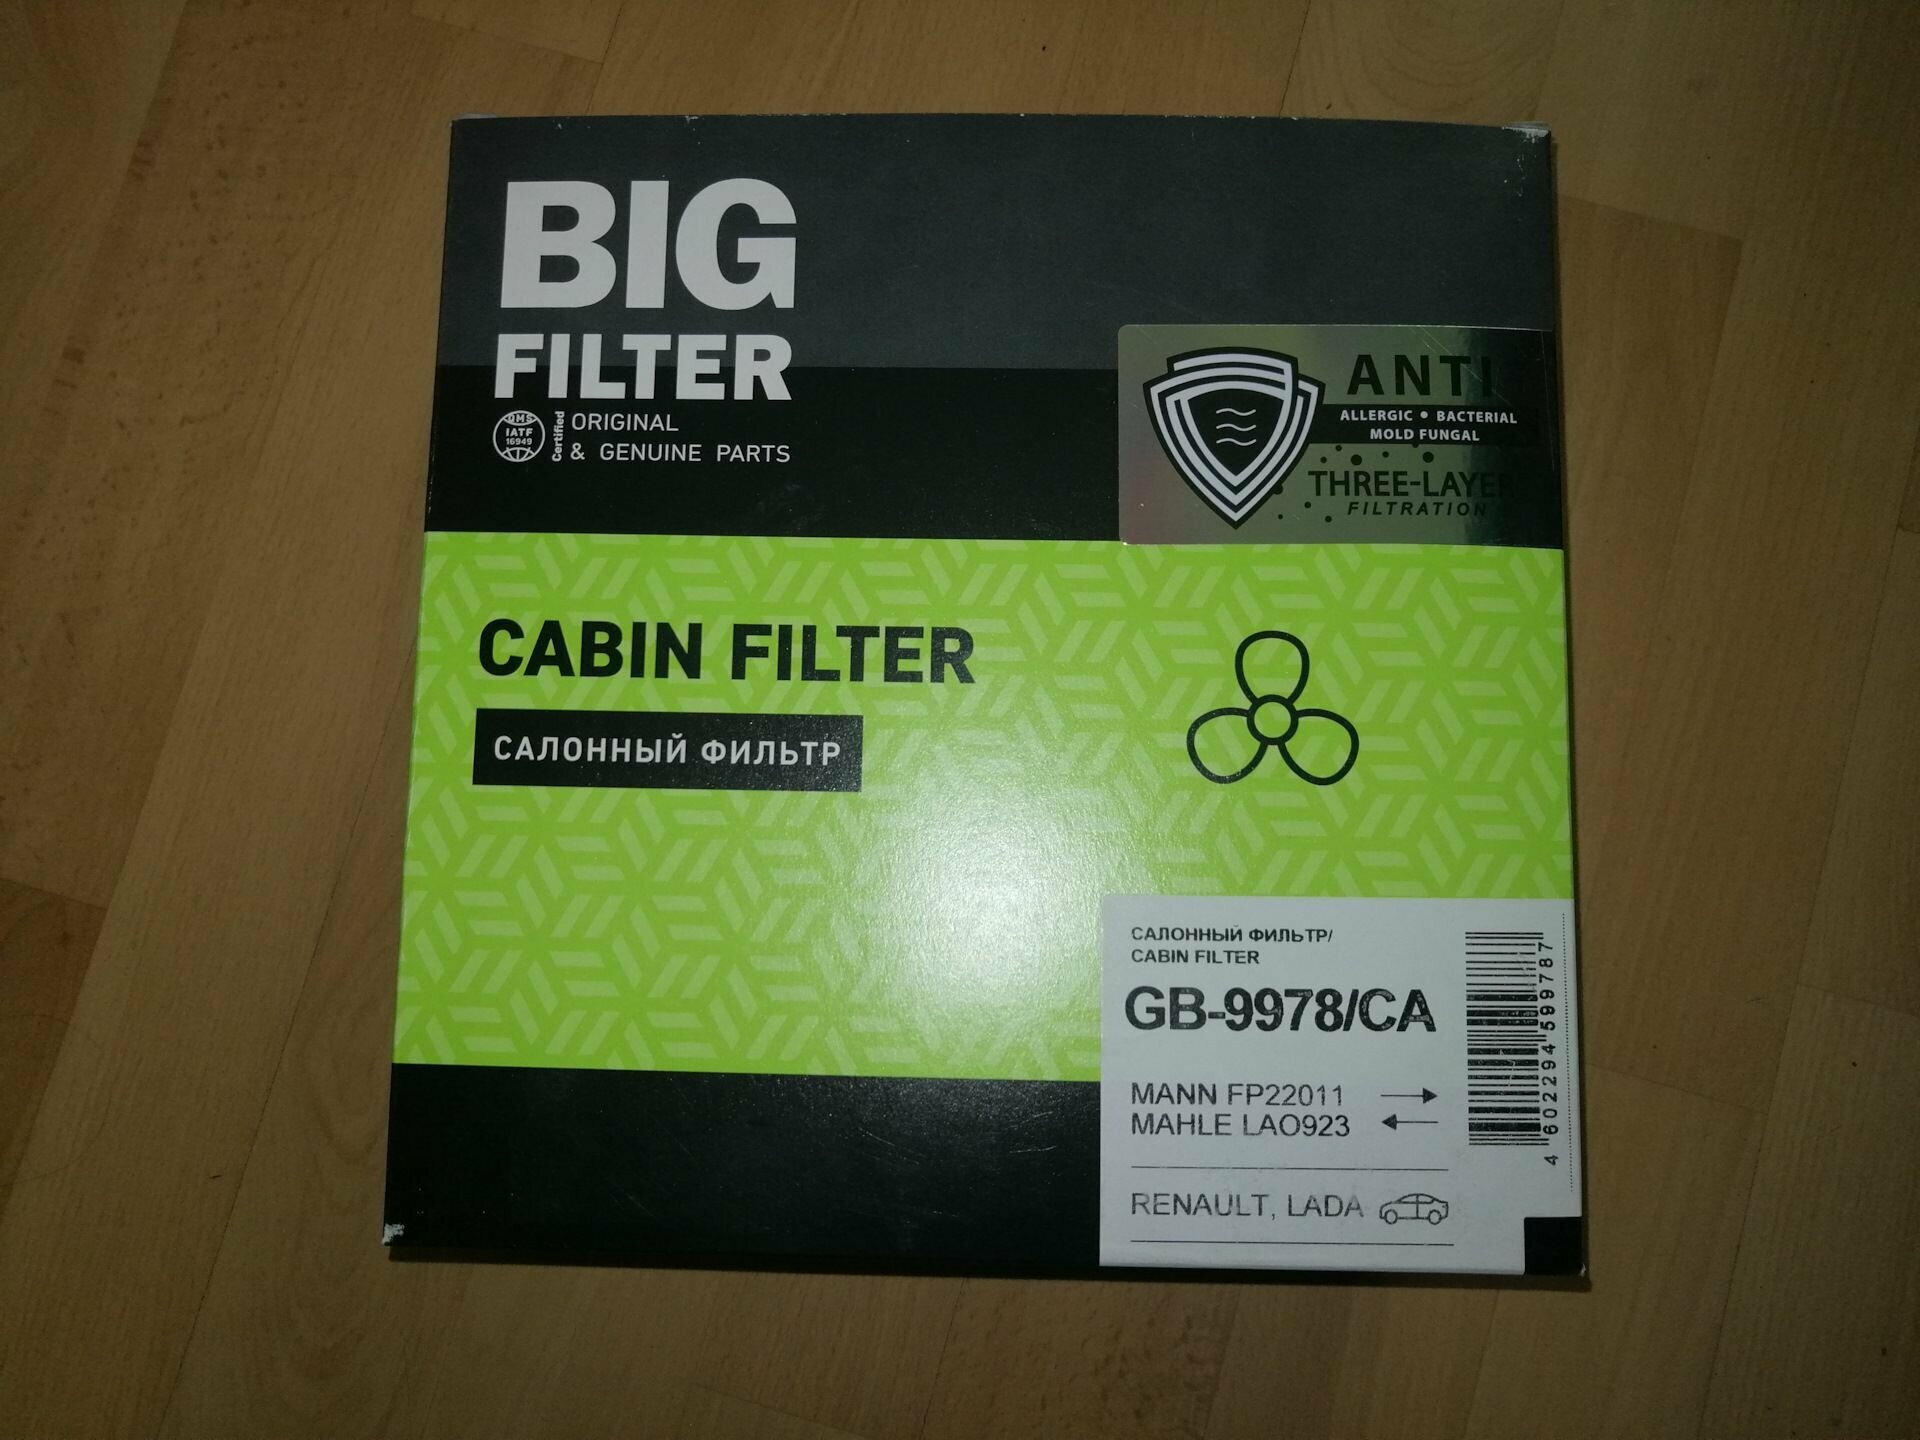 BIG
FILTER
QMS
IATF
16949
Certified
ORIGINAL
& GENUINE PARTS
ANTI
ALLERGIC • BACTERIAL
MOLD FUNGAL
THREE-LAYER
FILTRATION
CABIN FILTER
САЛОННЫЙ ФИЛЬТР
САЛОННЫЙ ФИЛЬТР/
CABIN FILTER
GB-9978/CA
MANN FP22011
MAHLE LAO923
RENAULT, LADA
4 602294 599787